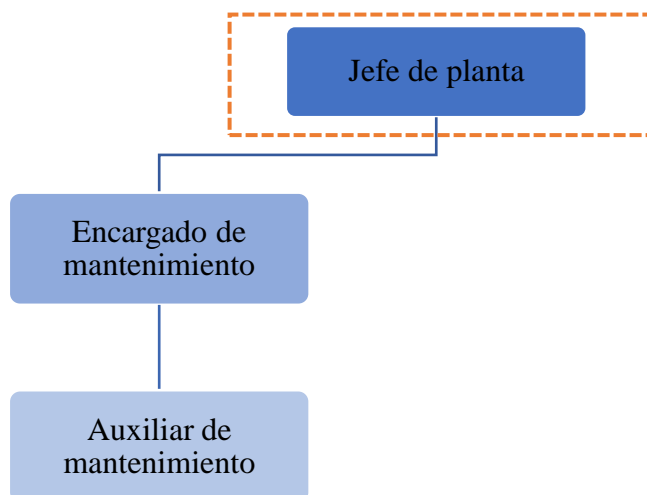 Jefe de planta
Encargado de
mantenimiento
Auxiliar de
mantenimiento